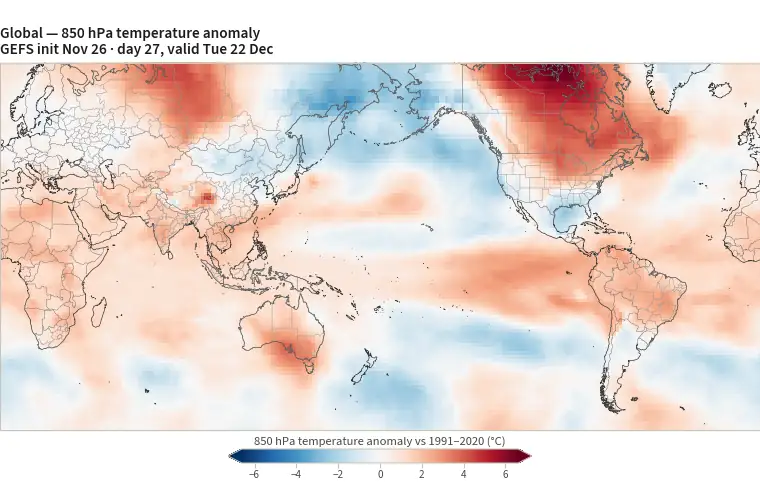 Global — 850 hPa temperature anomaly
GEFS init Nov 26 · day 27, valid Tue 22 Dec
850 hPa temperature anomaly vs 1991–2020 (°C)
−6 −4 −2 0 2 4 6